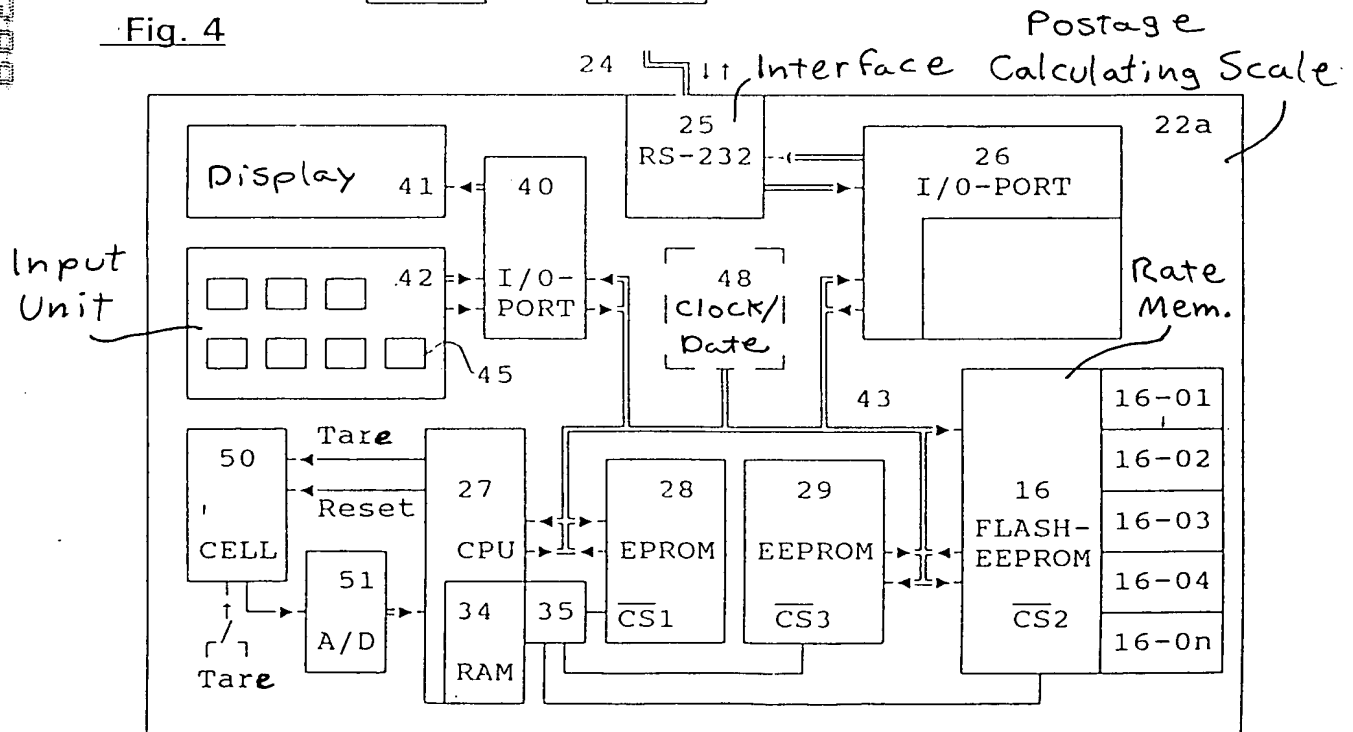 Fig. 4
Postage
Calculating Scale
24
↓↑
Interface
22a
25
RS-232
26
I/O-PORT
Display
41
40
I/O-
PORT
Input
Unit
42
45
48
Clock/
Date
Rate
Mem.
43
16-01
16-02
16-03
16-04
16-0n
Tare
Reset
50
CELL
27
CPU
28
EPROM
CS1
29
EEPROM
CS3
16
FLASH-
EEPROM
CS2
51
A/D
34
RAM
35
Tare